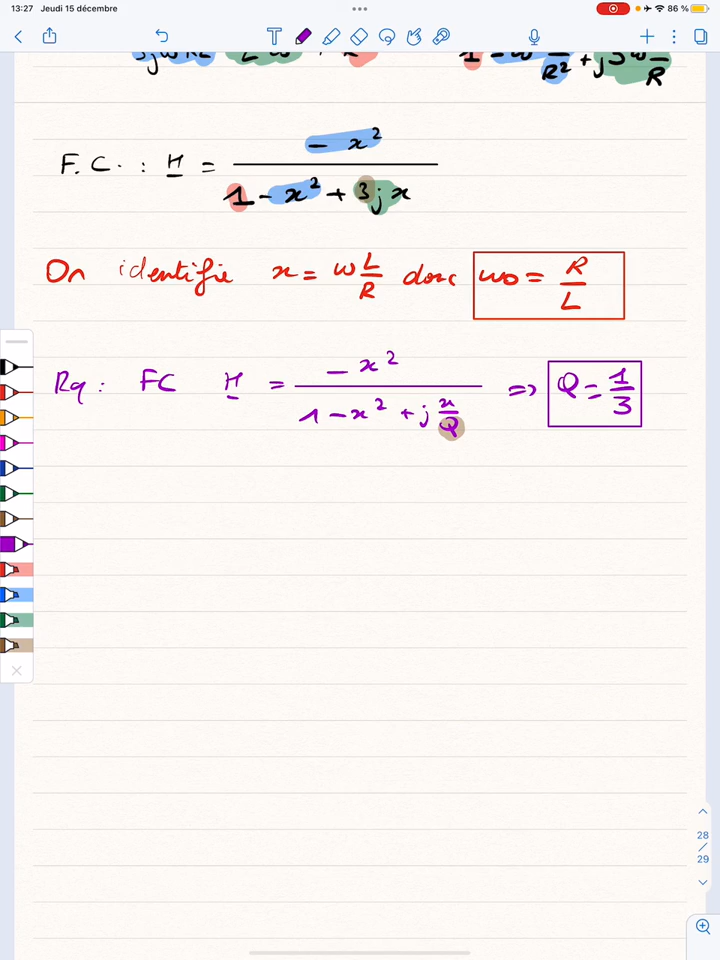 13:27 Jeudi 15 décembre
86 %
F.C. : H = - x² / 1 - x² + 3jx
On identifie x = ω L/R donc ω0 = R/L
Rq : FC H = - x² / 1 - x² + j x/Q => Q = 1/3
28
/
29